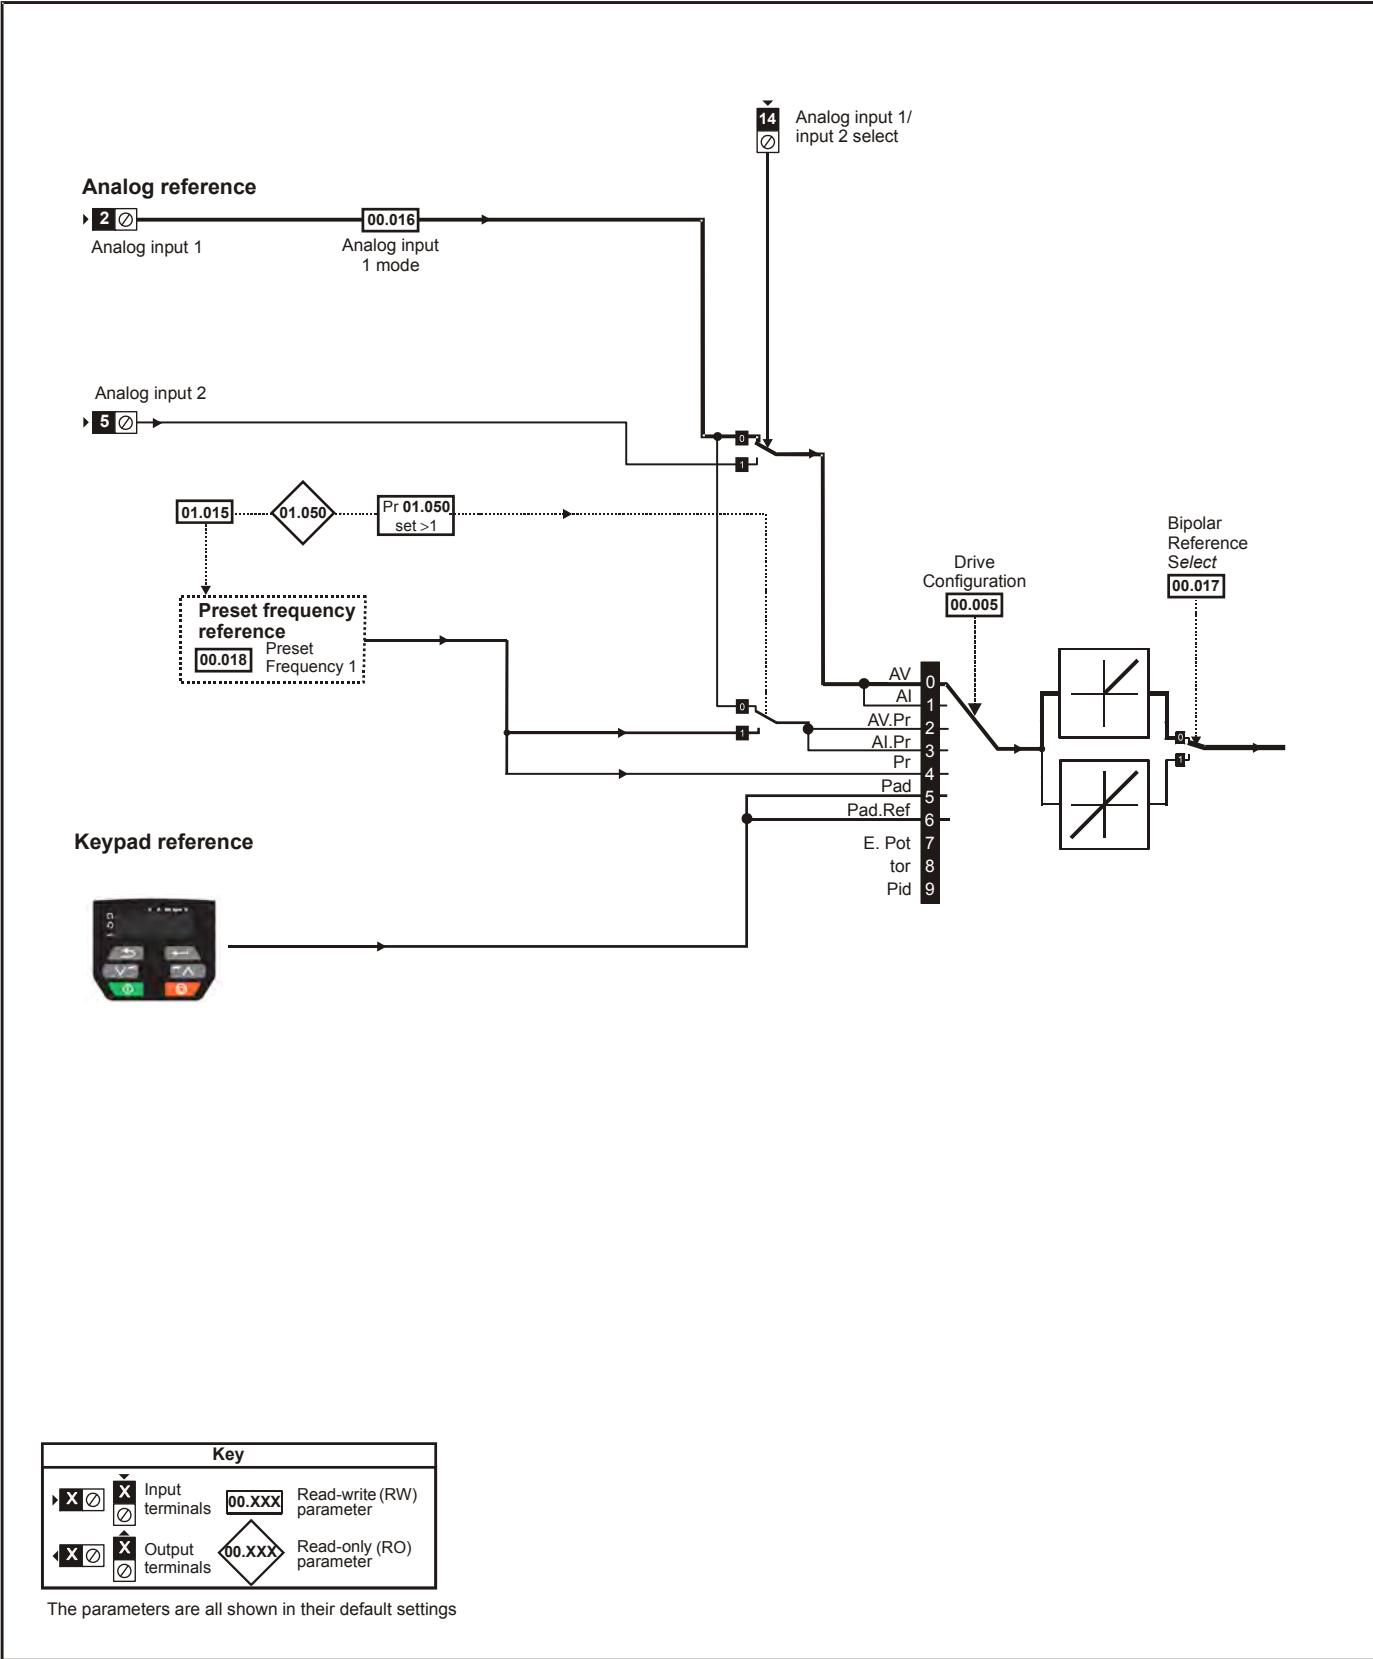 14
Analog input 1/
input 2 select
Analog reference
2
Analog input 1
00.016
Analog input
1 mode
Analog input 2
5
0
1
01.015
01.050
Pr 01.050
set >1
Preset frequency
reference
00.018
Preset
Frequency 1
0
1
Drive
Configuration
00.005
Bipolar
Reference
Select
00.017
AV 0
AI 1
AV.Pr 2
AI.Pr 3
Pr 4
Pad 5
Pad.Ref 6
E. Pot 7
tor 8
Pid 9
0
1
Keypad reference
Key
X
X
Input
terminals
00.XXX
Read-write (RW)
parameter
X
X
Output
terminals
00.XXX
Read-only (RO)
parameter
The parameters are all shown in their default settings